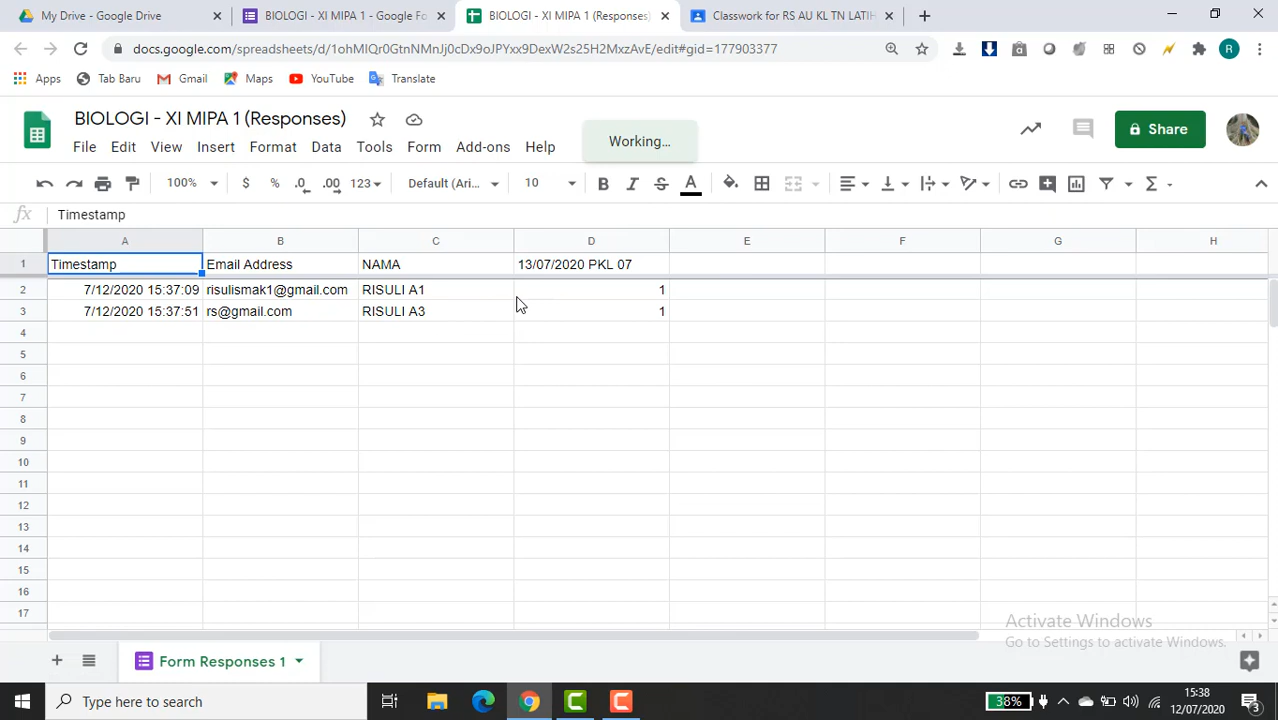 My Drive - Google Drive
BIOLOGI - XI MIPA 1 - Google Fo
BIOLOGI - XI MIPA 1 (Responses)
Classwork for RS AU KL TN LATIH
docs.google.com/spreadsheets/d/1ohMIQr0GtnNMnJj0cDx9oJPYxx9DexW2s25H2MxzAvE/edit#gid=177903377
R
Apps
Tab Baru
Gmail
Maps
YouTube
Translate
BIOLOGI - XI MIPA 1 (Responses)
File Edit View Insert Format Data Tools Form Add-ons Help
Working...
Share
100% $ % .0 .00 123 Default (Ari... 10 B I S A Σ
fx Timestamp
A B C D E F G H
1 Timestamp Email Address NAMA 13/07/2020 PKL 07
2 7/12/2020 15:37:09 risulismak1@gmail.com RISULI A1 1
3 7/12/2020 15:37:51 rs@gmail.com RISULI A3 1
4
5
6
7
8
9
10
11
12
13
14
15
16
17
Activate Windows
Go to Settings to activate Windows.
Form Responses 1
Type here to search
38%
15:38
12/07/2020
3